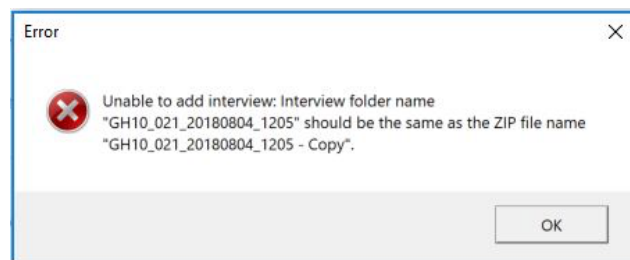 Error
Unable to add interview: Interview folder name
"GH10_021_20180804_1205" should be the same as the ZIP file name
"GH10_021_20180804_1205 - Copy".
OK